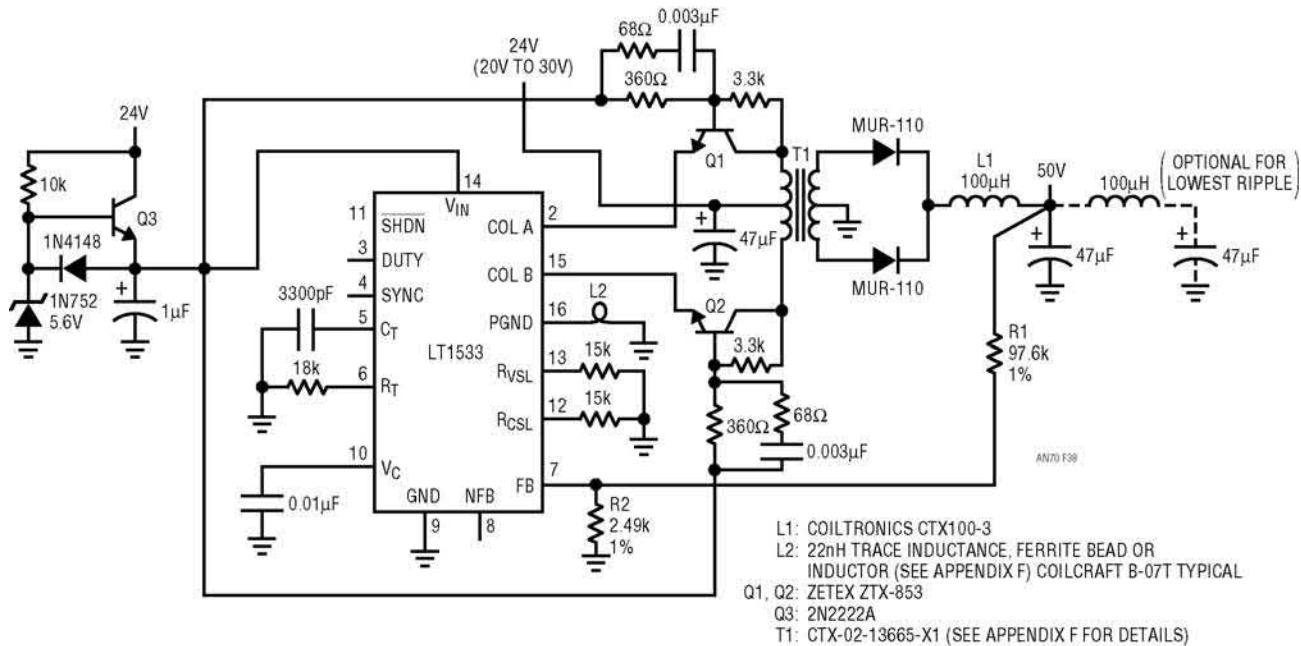 68Ω
0.003µF
24V
(20V TO 30V)
360Ω
3.3k
24V
10k
Q3
1N4148
1N752
5.6V
+
1µF
Q1
T1
MUR-110
MUR-110
+
47µF
L1
100µH
50V
100µH
(OPTIONAL FOR
LOWEST RIPPLE)
+
47µF
+
47µF
14
VIN
11
SHDN
3
DUTY
4
SYNC
3300pF
5
CT
18k
6
RT
10
VC
0.01µF
LT1533
GND
9
NFB
8
2
COL A
15
COL B
16
PGND
L2
13
RVSL
15k
12
RCSL
15k
7
FB
Q2
3.3k
360Ω
68Ω
0.003µF
R1
97.6k
1%
R2
2.49k
1%
AN70 F38
L1: COILTRONICS CTX100-3
L2: 22nH TRACE INDUCTANCE, FERRITE BEAD OR
INDUCTOR (SEE APPENDIX F) COILCRAFT B-07T TYPICAL
Q1, Q2: ZETEX ZTX-853
Q3: 2N2222A
T1: CTX-02-13665-X1 (SEE APPENDIX F FOR DETAILS)